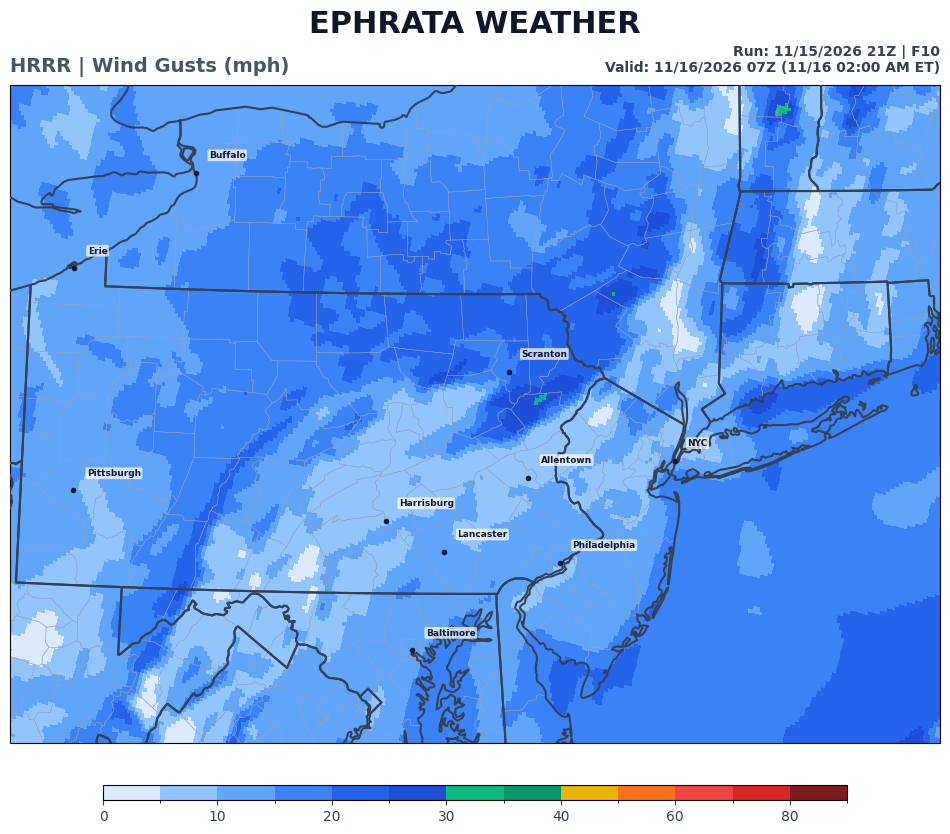 EPHRATA WEATHER
HRRR | Wind Gusts (mph)
Run: 11/15/2026 21Z | F10
Valid: 11/16/2026 07Z (11/16 02:00 AM ET)
Buffalo
Erie
Scranton
NYC
Allentown
Pittsburgh
Harrisburg
Lancaster
Philadelphia
Baltimore
0 10 20 30 40 60 80